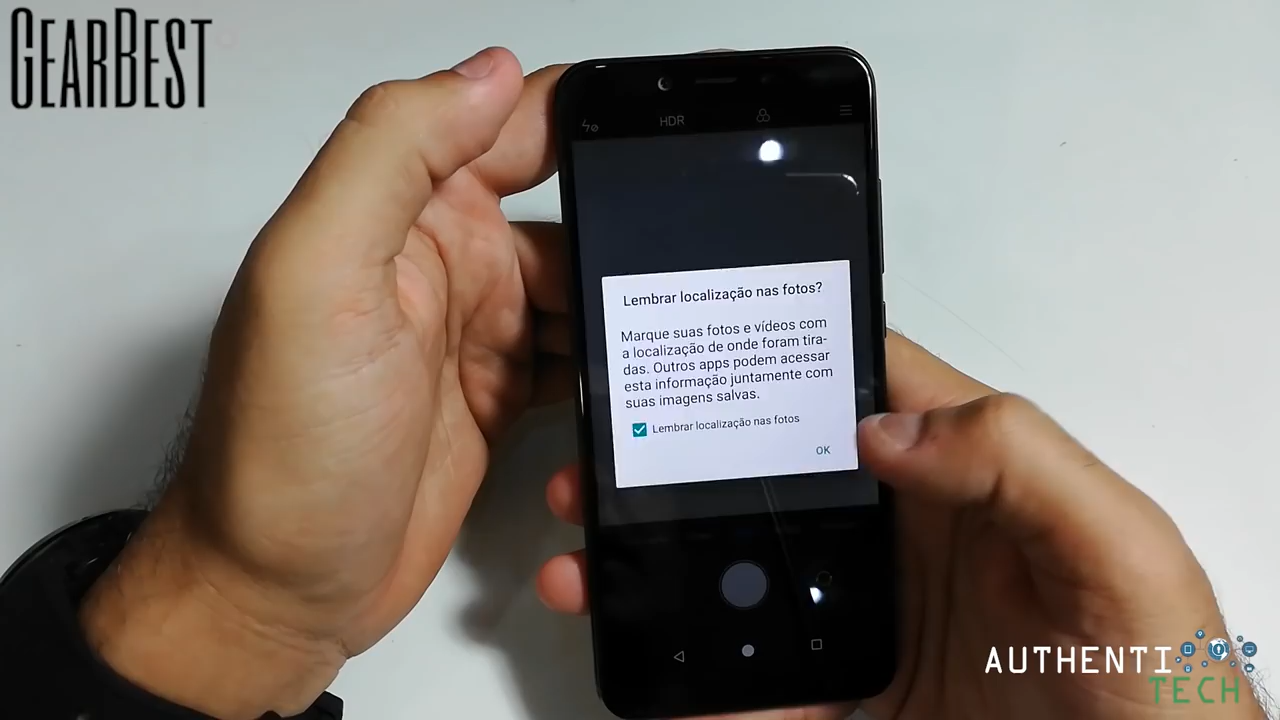 GEARBEST
HDR
Lembrar localização nas fotos?
Marque suas fotos e vídeos com
a localização de onde foram tira-
das. Outros apps podem acessar
esta informação juntamente com
suas imagens salvas.
Lembrar localização nas fotos
OK
AUTHENTI
TECH